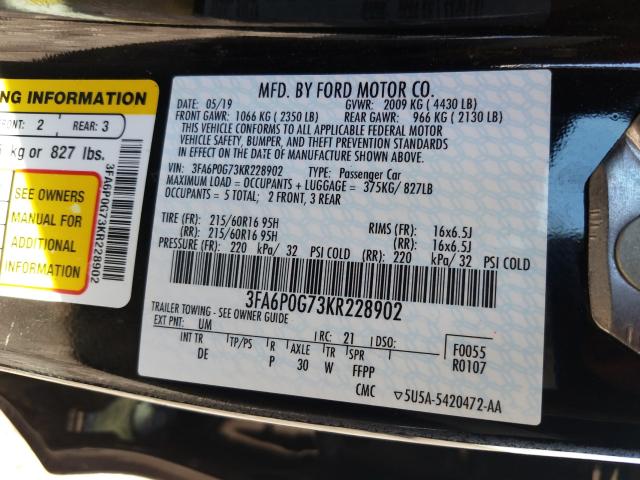 NG INFORMATION
FRONT: 2 REAR: 3
kg or 827 lbs.
SEE OWNERS
MANUAL FOR
ADDITIONAL
INFORMATION
3FA6P0G73KR228902
MFD. BY FORD MOTOR CO.
DATE: 05/19 GVWR: 2009 KG ( 4430 LB)
FRONT GAWR: 1066 KG ( 2350 LB) REAR GAWR: 966 KG ( 2130 LB)
THIS VEHICLE CONFORMS TO ALL APPLICABLE FEDERAL MOTOR
VEHICLE SAFETY, BUMPER, AND THEFT PREVENTION STANDARDS
IN EFFECT ON THE DATE OF MANUFACTURE SHOWN ABOVE.
VIN: 3FA6P0G73KR228902 TYPE: Passenger Car
MAXIMUM LOAD = OCCUPANTS + LUGGAGE = 375KG/ 827LB
OCCUPANTS = 5 TOTAL; 2 FRONT, 3 REAR
TIRE (FR): 215/60R16 95H RIMS (FR): 16x6.5J
(RR): 215/60R16 95H (RR): 16x6.5J
PRESSURE (FR): 220 kPa/ 32 PSI COLD (RR): 220 kPa/ 32 PSI COLD
3FA6P0G73KR228902
TRAILER TOWING - SEE OWNER GUIDE
EXT PNT: UM RC: 21 DSO:
INT TR TP/PS R AXLE TR SPR
DE P 30 W FFPP
CMC
F0055
R0107
5U5A-5420472-AA